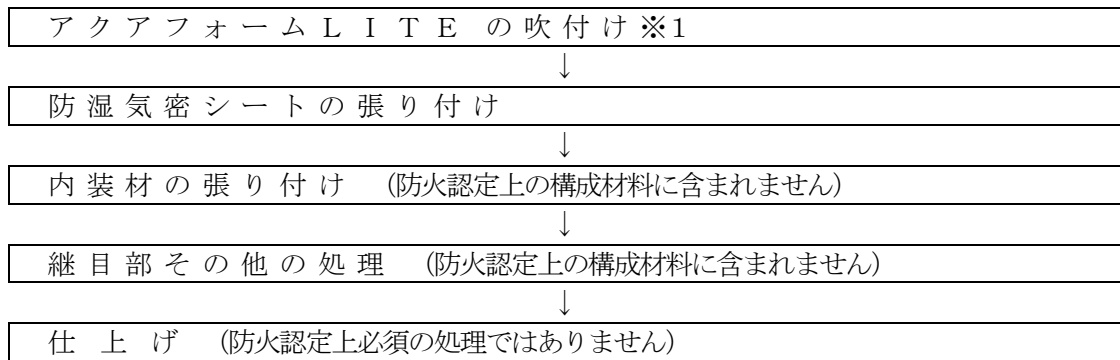 アクアフォームＬＩＴＥの吹付け※1
↓
防湿気密シートの張り付け
↓
内装材の張り付け (防火認定上の構成材料に含まれません)
↓
継目部その他の処理 (防火認定上の構成材料に含まれません)
↓
仕上げ (防火認定上必須の処理ではありません)